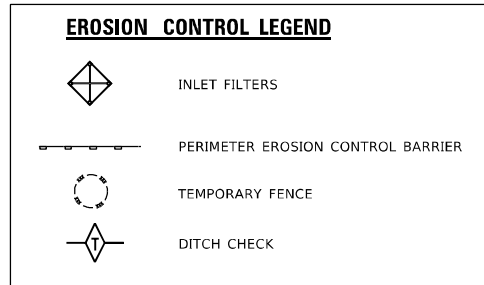 EROSION CONTROL LEGEND
INLET FILTERS
PERIMETER EROSION CONTROL BARRIER
TEMPORARY FENCE
T DITCH CHECK